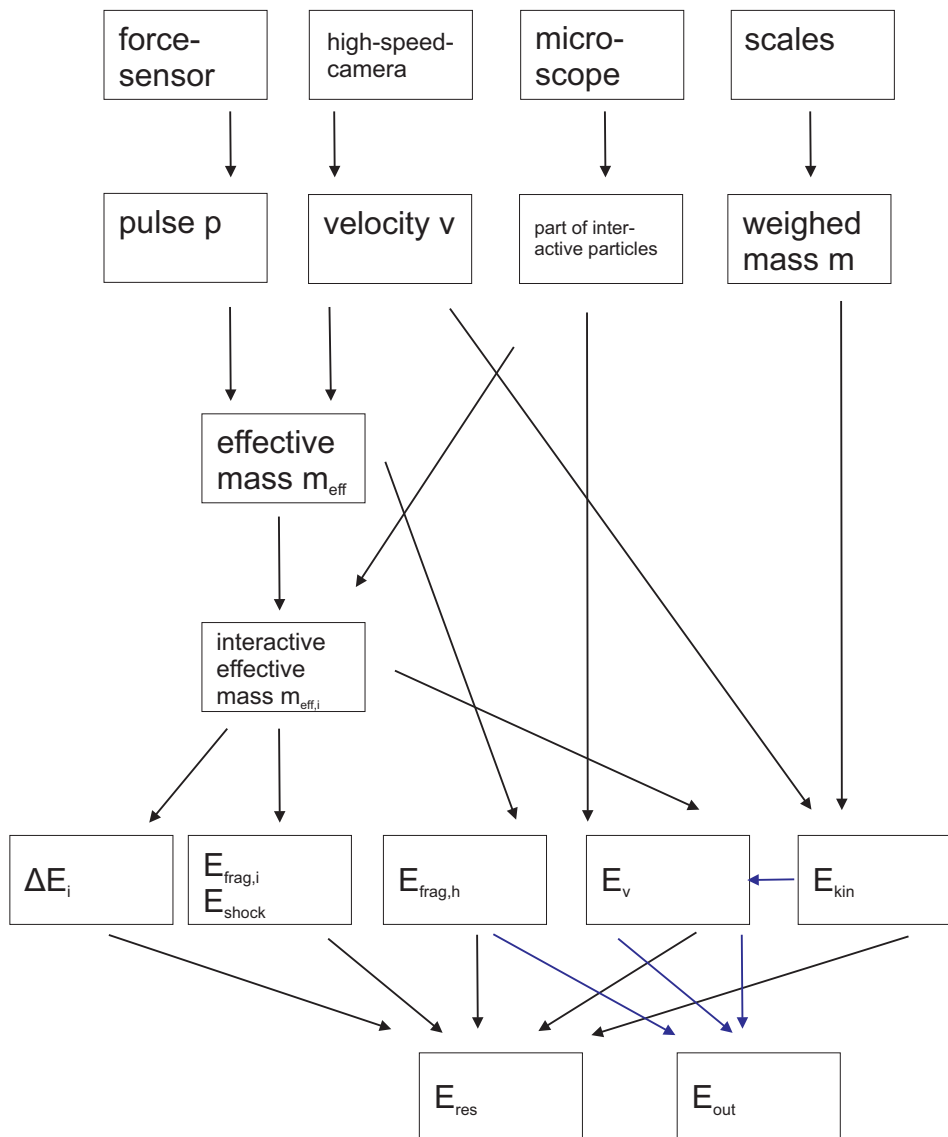 force-
sensor
high-speed-
camera
micro-
scope
scales
pulse p
velocity v
part of inter-
active particles
weighed
mass m
effective
mass m_eff
interactive
effective
mass m_eff,i
ΔE_i
E_frag,i
E_shock
E_frag,h
E_v
E_kin
E_res
E_out